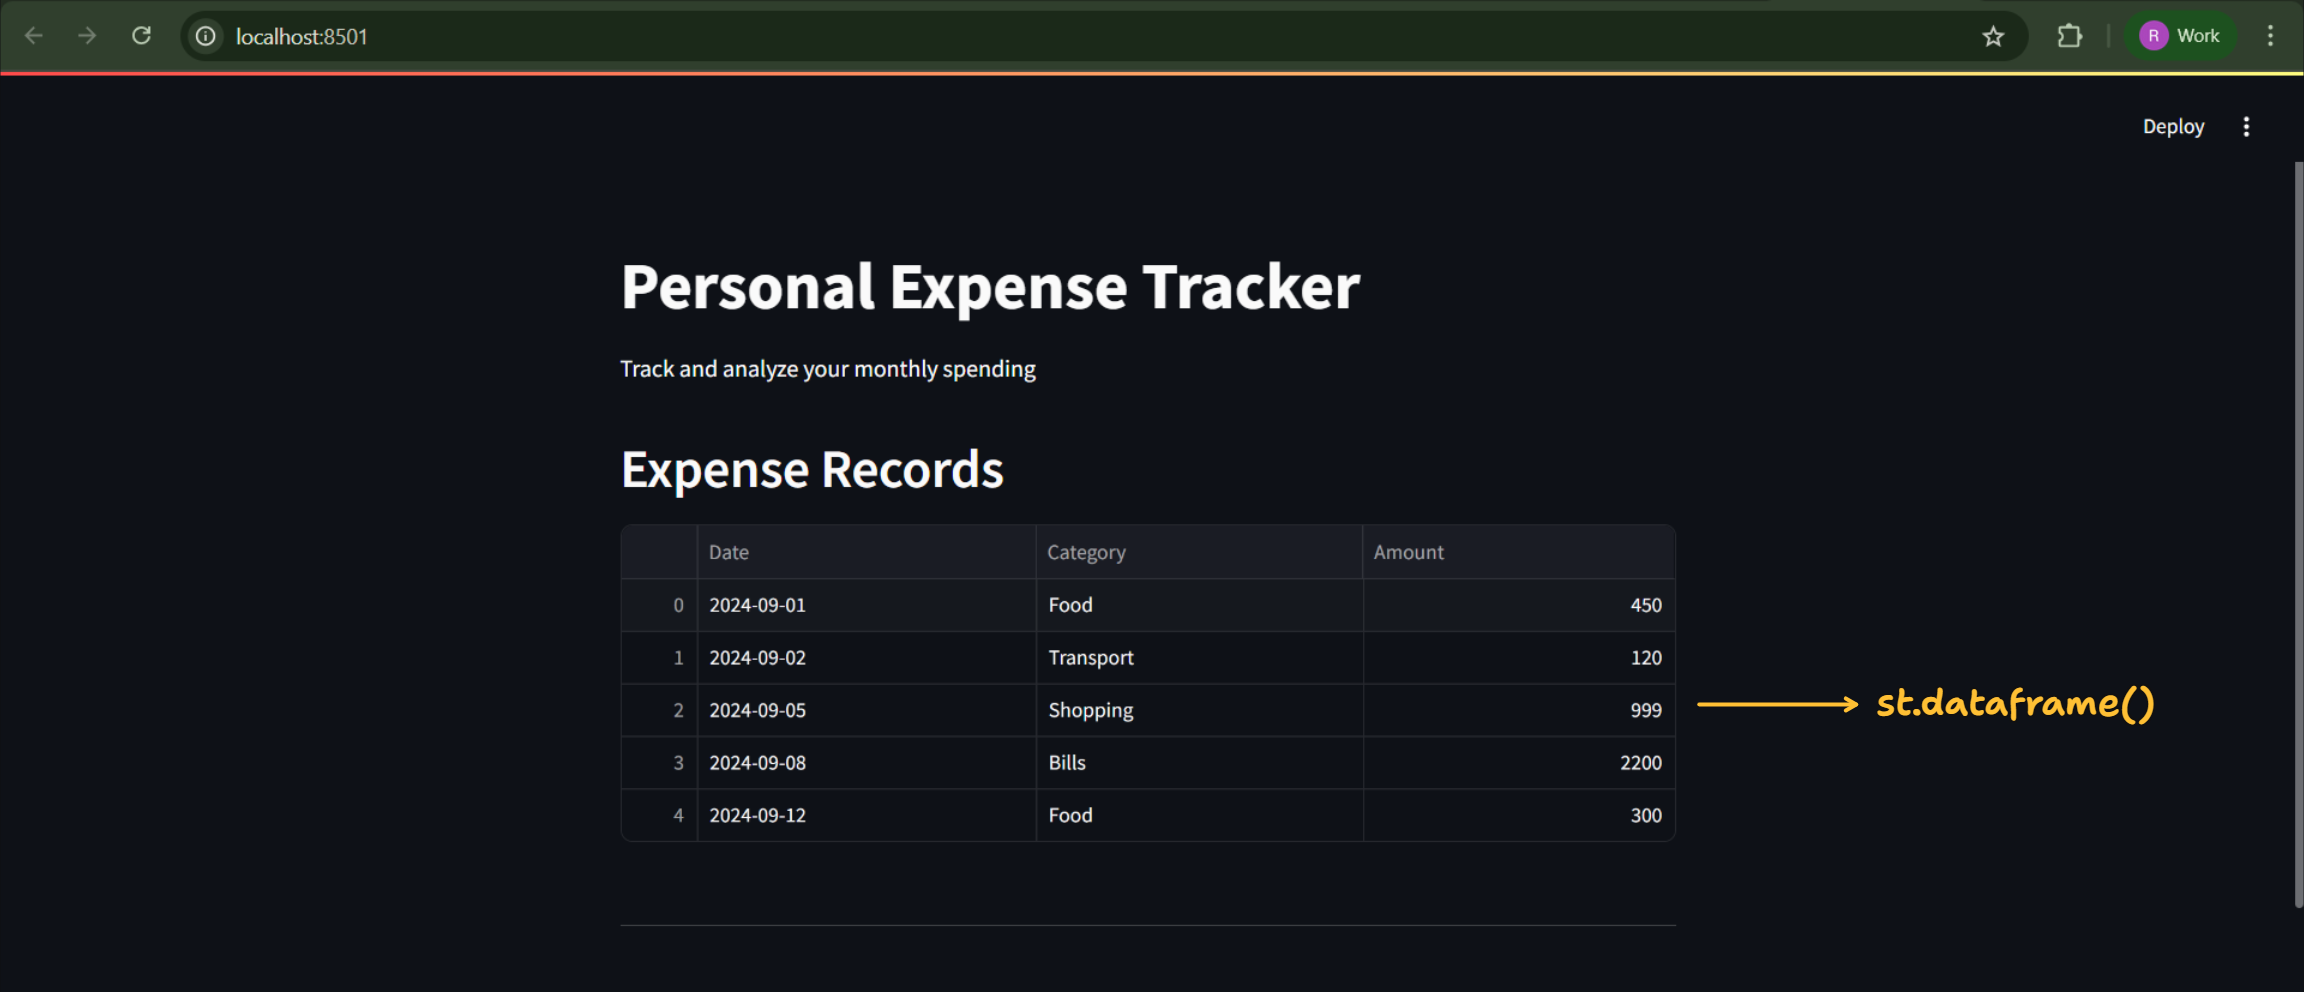 localhost:8501
R Work
Deploy
Personal Expense Tracker
Track and analyze your monthly spending
Expense Records
Date Category Amount
0 2024-09-01 Food 450
1 2024-09-02 Transport 120
2 2024-09-05 Shopping 999
st.dataframe()
3 2024-09-08 Bills 2200
4 2024-09-12 Food 300